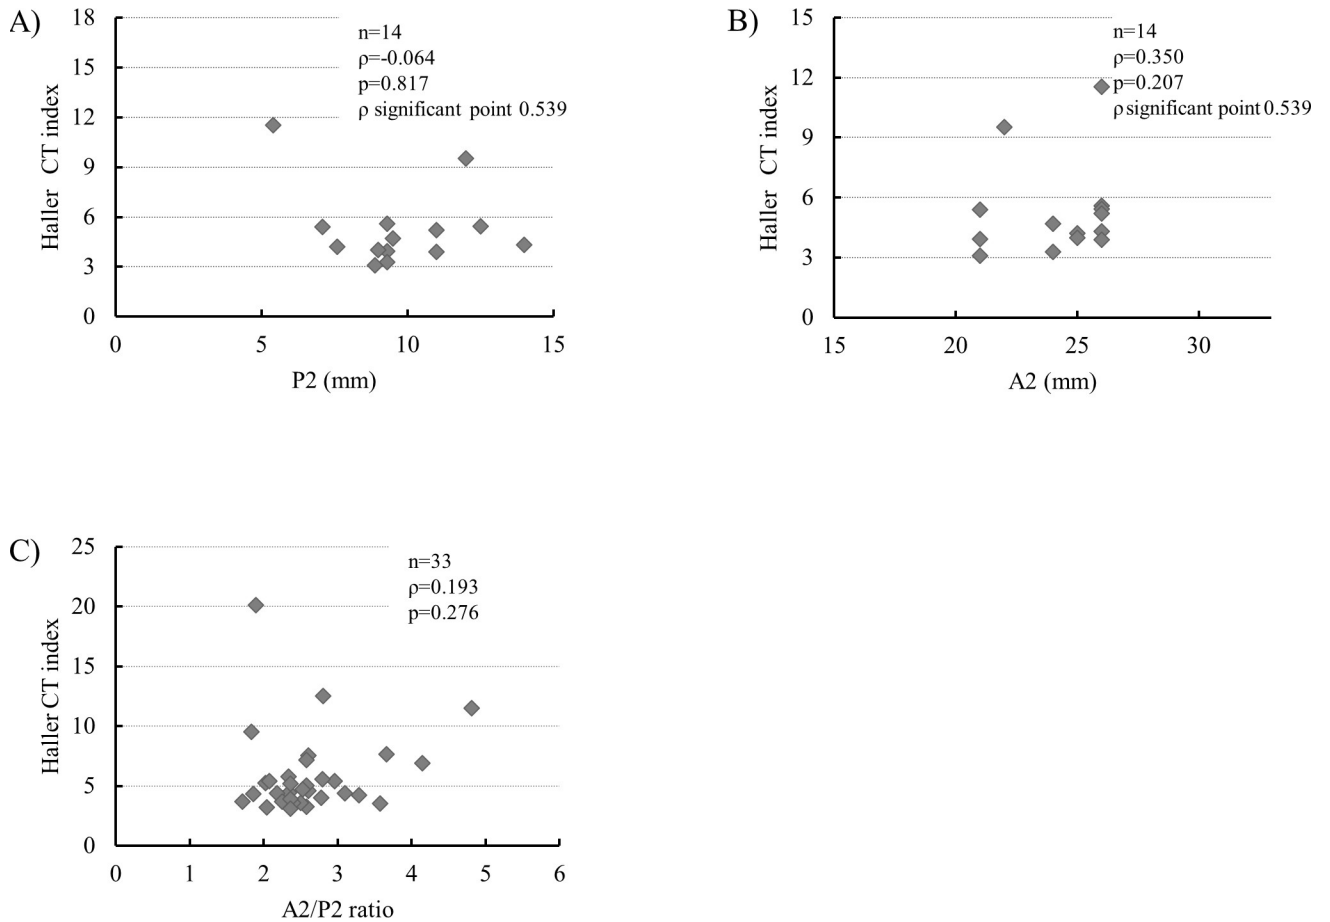 A)
18
15
12
9
6
3
0
Haller CT index
n=14
ρ=-0.064
p=0.817
ρ significant point 0.539
0 5 10 15
P2 (mm)
B)
15
12
9
6
3
0
Haller CT index
n=14
ρ=0.350
p=0.207
ρ significant point 0.539
15 20 25 30
A2 (mm)
C)
25
20
15
10
5
0
Haller CT index
n=33
ρ=0.193
p=0.276
0 1 2 3 4 5 6
A2/P2 ratio